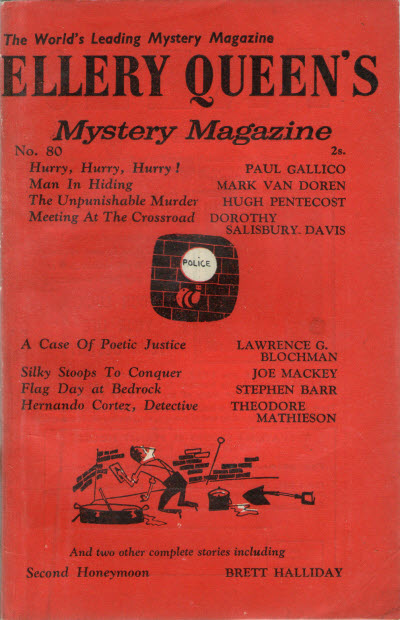 The World's Leading Mystery Magazine
ELLERY QUEEN'S
Mystery Magazine
No. 80 2s.
Hurry, Hurry, Hurry! PAUL GALLICO
Man In Hiding MARK VAN DOREN
The Unpunishable Murder HUGH PENTECOST
Meeting At The Crossroad DOROTHY
SALISBURY. DAVIS
POLICE
A Case Of Poetic Justice LAWRENCE G.
BLOCHMAN
Silky Stoops To Conquer JOE MACKEY
Flag Day at Bedrock STEPHEN BARR
Hernando Cortez, Detective THEODORE
MATHIESON
And two other complete stories including
Second Honeymoon BRETT HALLIDAY